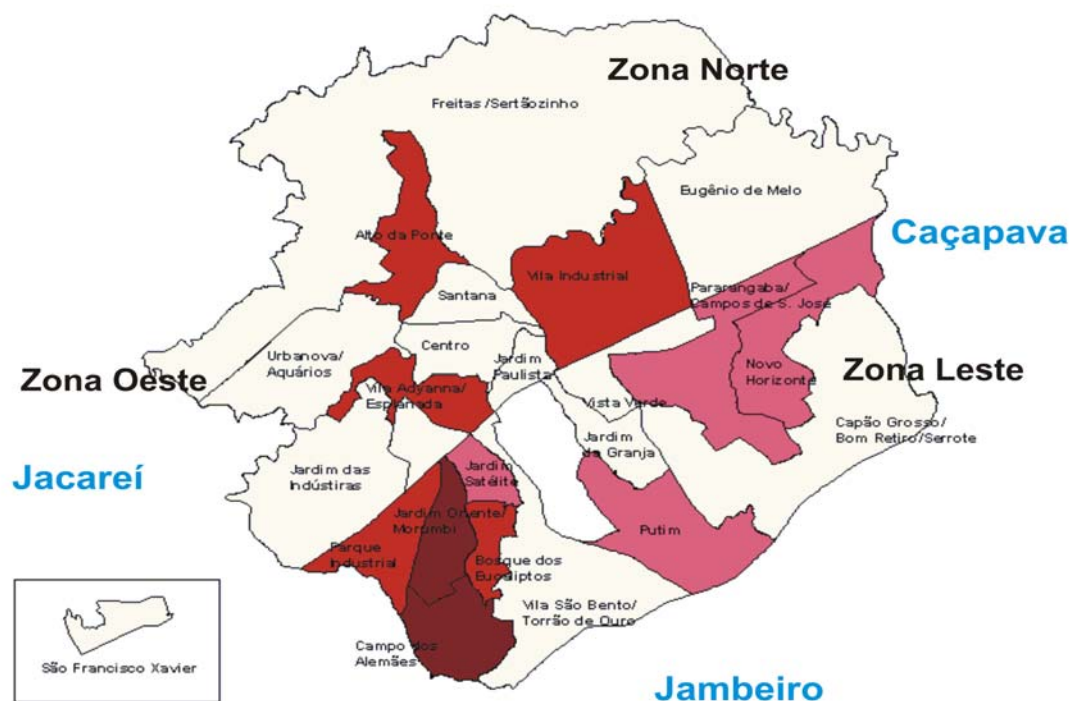 Zona Norte
Freitas /Sertãozinho
Eugênio de Melo
Caçapava
Alto da Ponte
Vila Industrial
Santana
Pararangaba/
Campos de S. José
Centro
Jardim
Paulista
Urbanova/
Aquários
Zona Oeste
Vila Adyanna/
Esplanada
Novo
Horizonte
Zona Leste
Vista Verde
Capão Grosso/
Bom Retiro/Serrote
Jardim
da Granja
Jacareí
Jardim das
Indústiras
Jardim
Satélite
Jardim Oriente/
Morumbi
Putim
Parque
Industrial
Bosque dos
Eucaliptos
Vila São Bento/
Torrão de Ouro
Campo dos
Alemães
São Francisco Xavier
Jambeiro